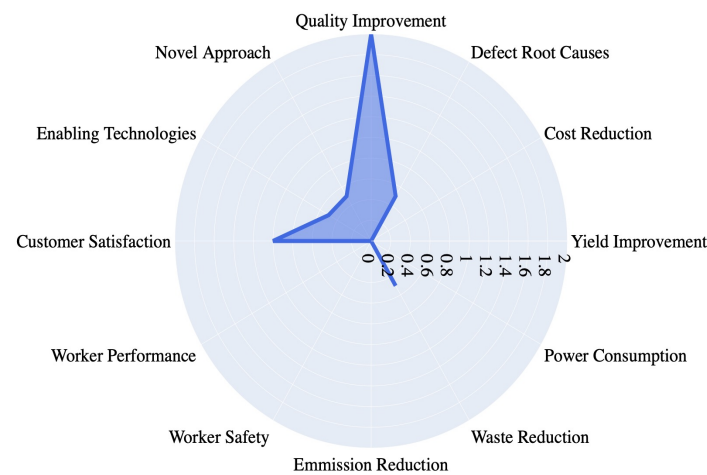 Quality Improvement
Novel Approach
Defect Root Causes
Enabling Technologies
Cost Reduction
Customer Satisfaction
Yield Improvement
0
0.2
0.4
0.6
0.8
1
1.2
1.4
1.6
1.8
2
Worker Performance
Power Consumption
Worker Safety
Waste Reduction
Emmission Reduction